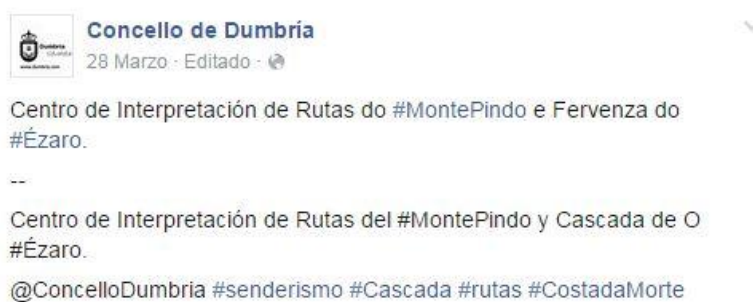 Concello de Dumbría
28 Marzo · Editado ·
Centro de Interpretación de Rutas do #MontePindo e Fervenza do
#Ézaro.
--
Centro de Interpretación de Rutas del #MontePindo y Cascada de O
#Ézaro.
@ConcelloDumbria #senderismo #Cascada #rutas #CostadaMorte